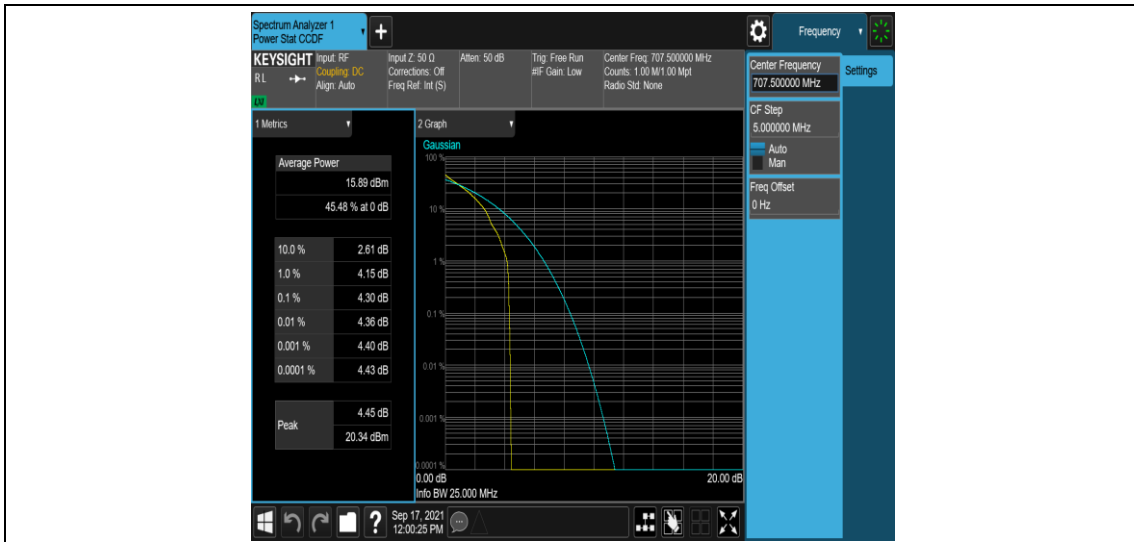 Spectrum Analyzer 1
Power Stat CCDF
Frequency
KEYSIGHT
RL
Input: RF
Coupling: DC
Align: Auto
Input Z: 50 Ω
Corrections: Off
Freq Ref: Int (S)
Atten: 50 dB
Trig: Free Run
#IF Gain: Low
Center Freq: 707.500000 MHz
Counts: 1.00 M/1.00 Mpt
Radio Std: None
Center Frequency
707.500000 MHz
Settings
CF Step
5.000000 MHz
Auto
Man
Freq Offset
0 Hz
1 Metrics
Average Power
15.89 dBm
45.48 % at 0 dB
10.0 % 2.61 dB
1.0 % 4.15 dB
0.1 % 4.30 dB
0.01 % 4.36 dB
0.001 % 4.40 dB
0.0001 % 4.43 dB
Peak
4.45 dB
20.34 dBm
2 Graph
Gaussian
100 %
10 %
1 %
0.1 %
0.01 %
0.001 %
0.0001 %
0.00 dB 20.00 dB
Info BW 25.000 MHz
Sep 17, 2021
12:00:25 PM